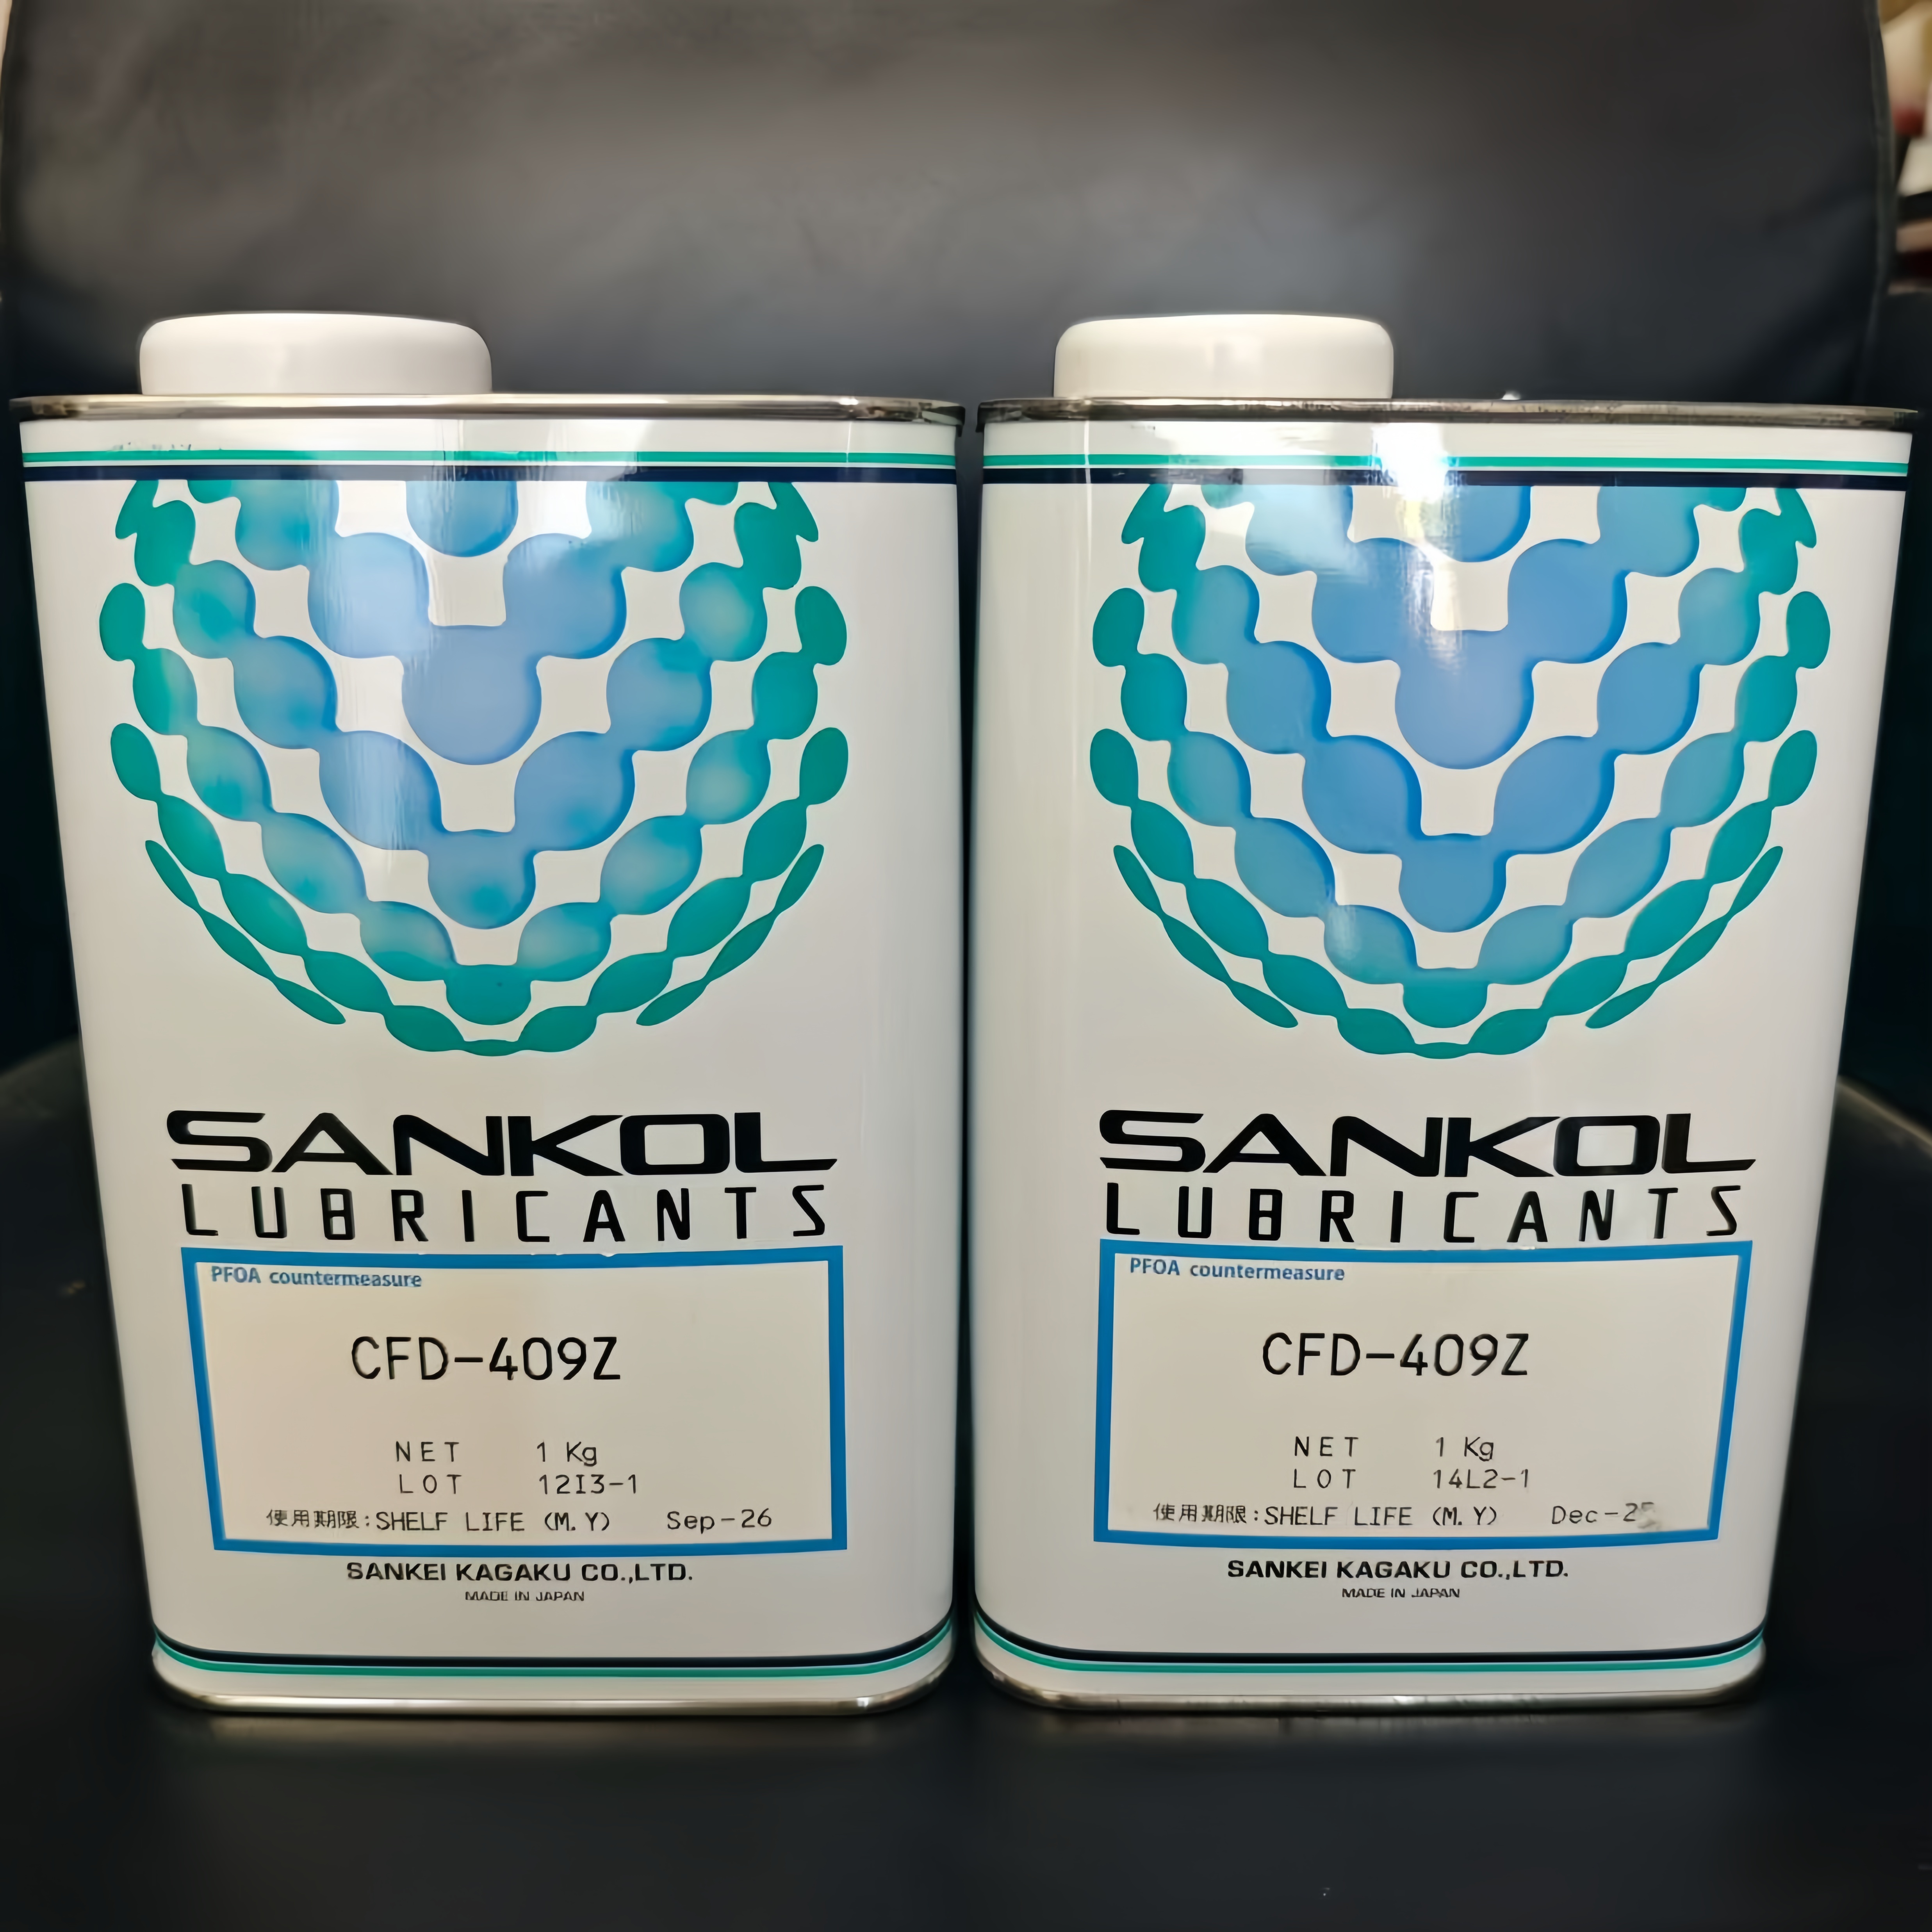 SANKOL
LUBRICANTS
PFOA countermeasure
CFD-409Z
NET 1 Kg
LOT 12I3-1
使用期限:SHELF LIFE (M.Y) Sep-26
SANKEI KAGAKU CO.,LTD.
MADE IN JAPAN
SANKOL
LUBRICANTS
PFOA countermeasure
CFD-409Z
NET 1 Kg
LOT 14L2-1
使用期限:SHELF LIFE (M.Y)
SANKEI KAGAKU CO.,LTD.
MADE IN JAPAN